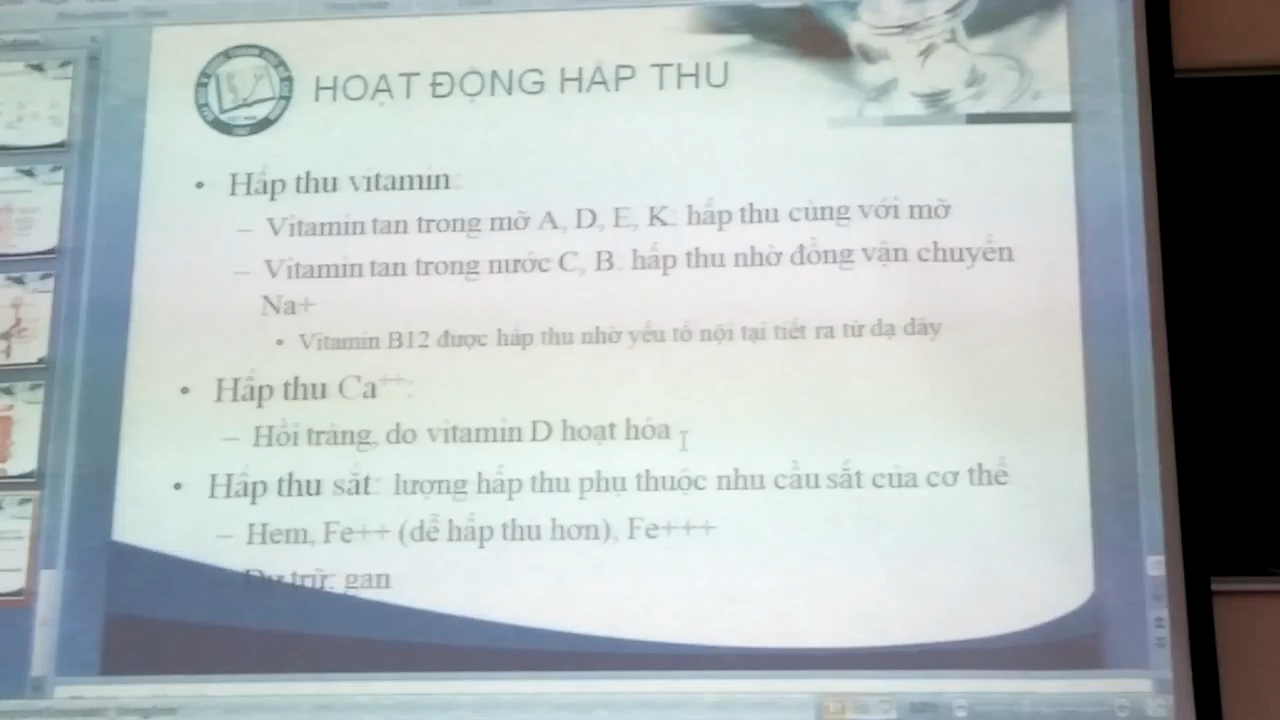 HOẠT ĐỘNG HẤP THU
• Hấp thu vitamin:
– Vitamin tan trong mỡ A, D, E, K: hấp thu cùng với mỡ
– Vitamin tan trong nước C, B: hấp thu nhờ đồng vận chuyển
Na+
• Vitamin B12 được hấp thu nhờ yếu tố nội tại tiết ra từ dạ dày
• Hấp thu Ca++:
– Hồi tràng, do vitamin D hoạt hóa
• Hấp thu sắt: lượng hấp thu phụ thuộc nhu cầu sắt của cơ thể
– Hem, Fe++ (dễ hấp thu hơn), Fe+++
Dự trữ: gan